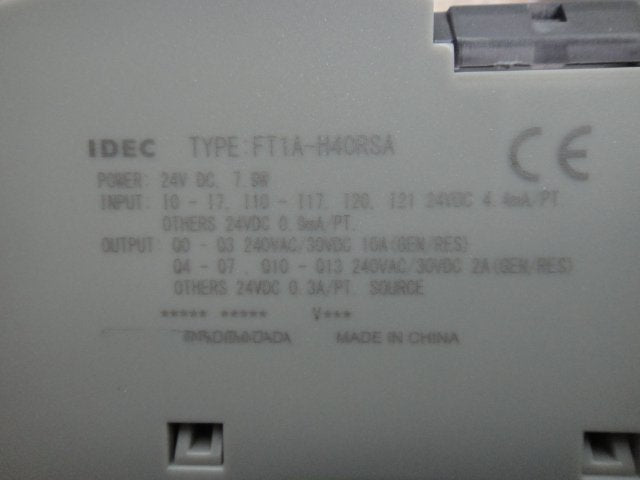 IDEC TYPE:FT1A-H40RSA
CE
POWER: 24V DC, 7.9W
INPUT: I0 - I7, I10 - I17, I20, I21 24VDC 4.4mA/PT.
OTHERS 24VDC 0.9mA/PT.
OUTPUT Q0 - Q3 240VAC/30VDC 10A(GEN/RES)
Q4 - Q7 , Q10 - Q13 240VAC/30VDC 2A(GEN/RES)
OTHERS 24VDC 0.3A/PT. SOURCE
***** ***** V***
MADE IN CHINA